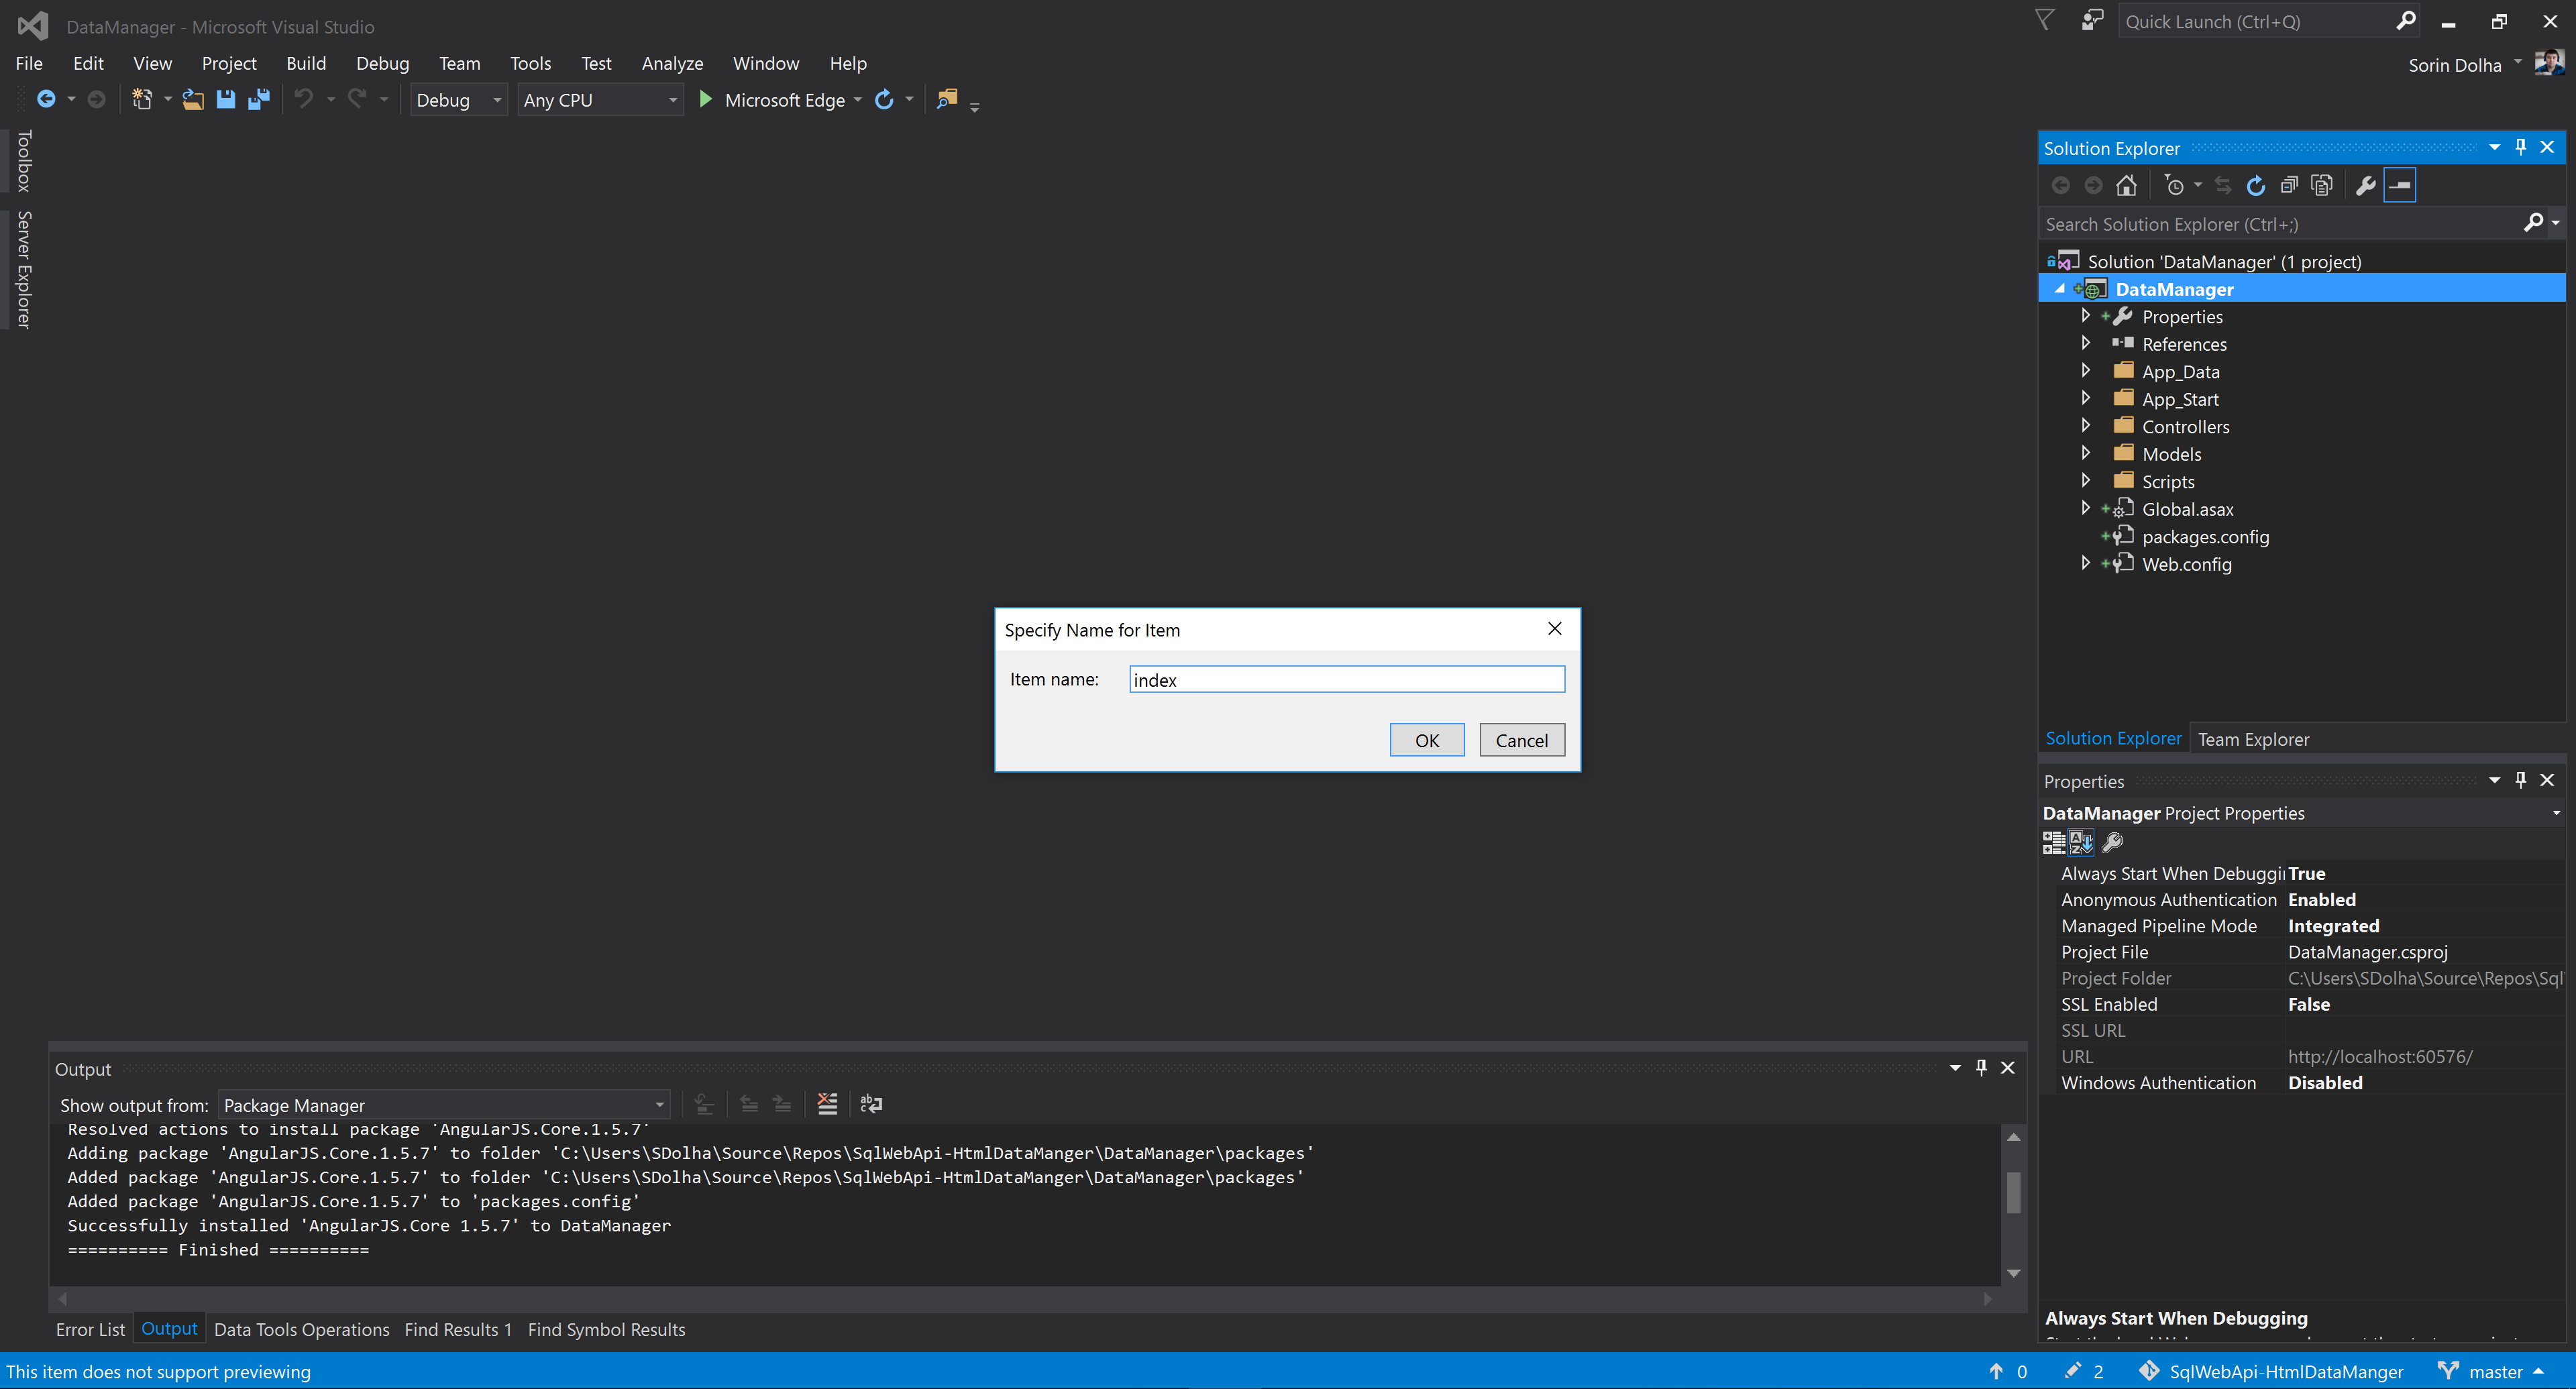 DataManager - Microsoft Visual Studio
Quick Launch (Ctrl+Q)
File Edit View Project Build Debug Team Tools Test Analyze Window Help
Sorin Dolha
Debug Any CPU Microsoft Edge
Toolbox
Server Explorer
Solution Explorer
Search Solution Explorer (Ctrl+;)
Solution 'DataManager' (1 project)
DataManager
Properties
References
App_Data
App_Start
Controllers
Models
Scripts
Global.asax
packages.config
Web.config
Specify Name for Item
Item name: index
OK Cancel
Solution Explorer Team Explorer
Properties
DataManager Project Properties
Always Start When Debuggi True
Anonymous Authentication Enabled
Managed Pipeline Mode Integrated
Project File DataManager.csproj
Project Folder C:\Users\SDolha\Source\Repos\Sql
SSL Enabled False
SSL URL
URL http://localhost:60576/
Windows Authentication Disabled
Always Start When Debugging
Output
Show output from: Package Manager
Resolved actions to install package 'AngularJS.Core.1.5.7'
Adding package 'AngularJS.Core.1.5.7' to folder 'C:\Users\SDolha\Source\Repos\SqlWebApi-HtmlDataManger\DataManager\packages'
Added package 'AngularJS.Core.1.5.7' to folder 'C:\Users\SDolha\Source\Repos\SqlWebApi-HtmlDataManger\DataManager\packages'
Added package 'AngularJS.Core.1.5.7' to 'packages.config'
Successfully installed 'AngularJS.Core 1.5.7' to DataManager
========== Finished ==========
Error List Output Data Tools Operations Find Results 1 Find Symbol Results
This item does not support previewing
0 2 SqlWebApi-HtmlDataManger master